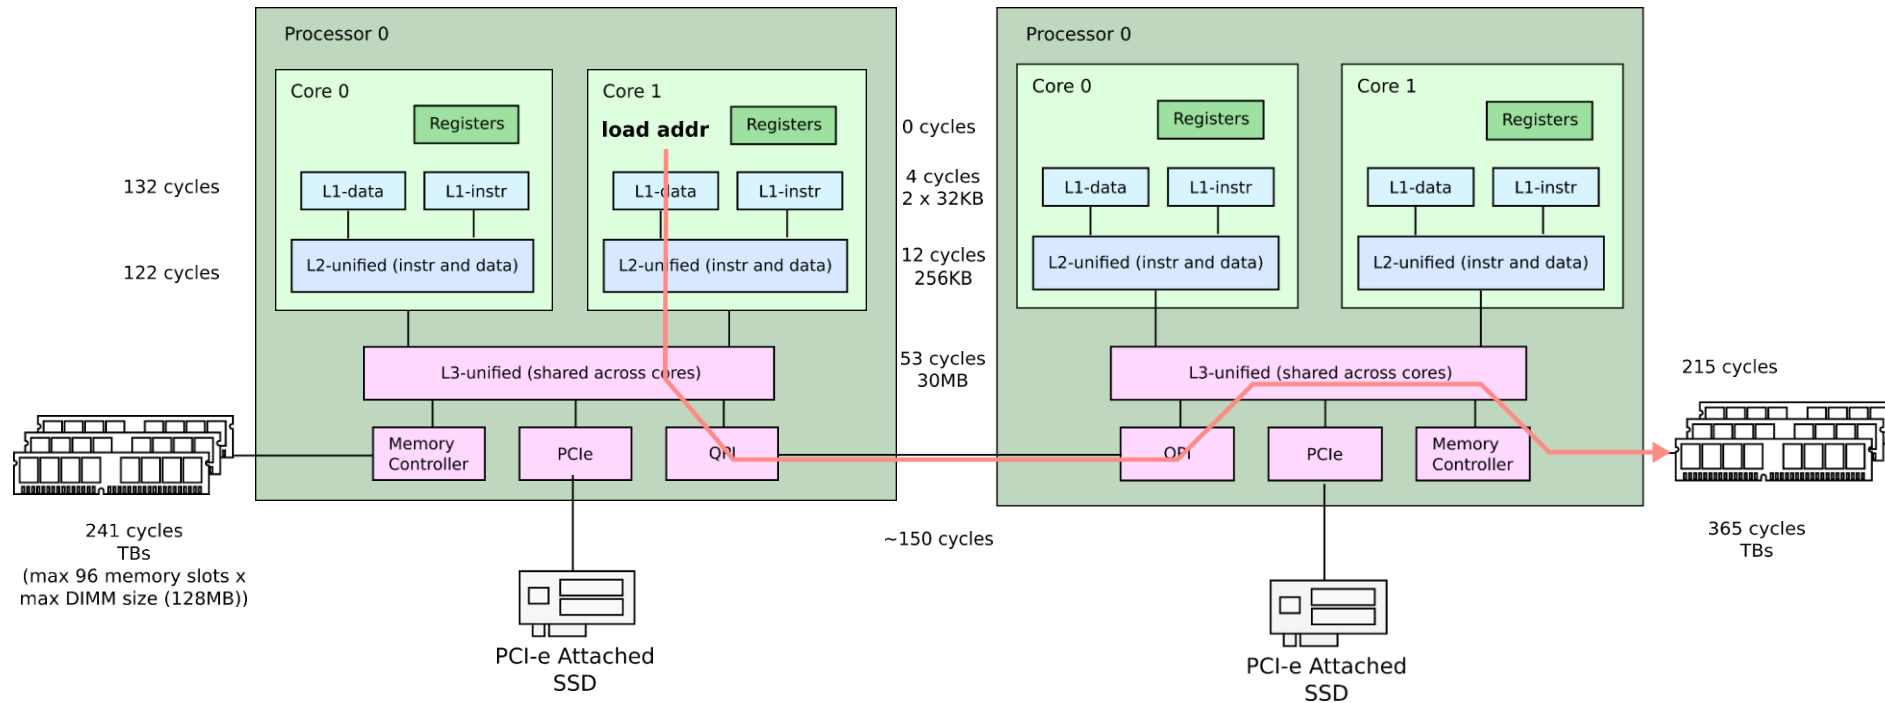 Processor 0
Core 0
Registers
L1-data
L1-instr
L2-unified (instr and data)
Core 1
load addr
Registers
L1-data
L1-instr
L2-unified (instr and data)
L3-unified (shared across cores)
Memory
Controller
PCIe
QPI
132 cycles
122 cycles
241 cycles
TBs
(max 96 memory slots x
max DIMM size (128MB))
PCI-e Attached
SSD
0 cycles
4 cycles
2 x 32KB
12 cycles
256KB
53 cycles
30MB
~150 cycles
Processor 0
Core 0
Registers
L1-data
L1-instr
L2-unified (instr and data)
Core 1
Registers
L1-data
L1-instr
L2-unified (instr and data)
L3-unified (shared across cores)
QPI
PCIe
Memory
Controller
215 cycles
365 cycles
TBs
PCI-e Attached
SSD